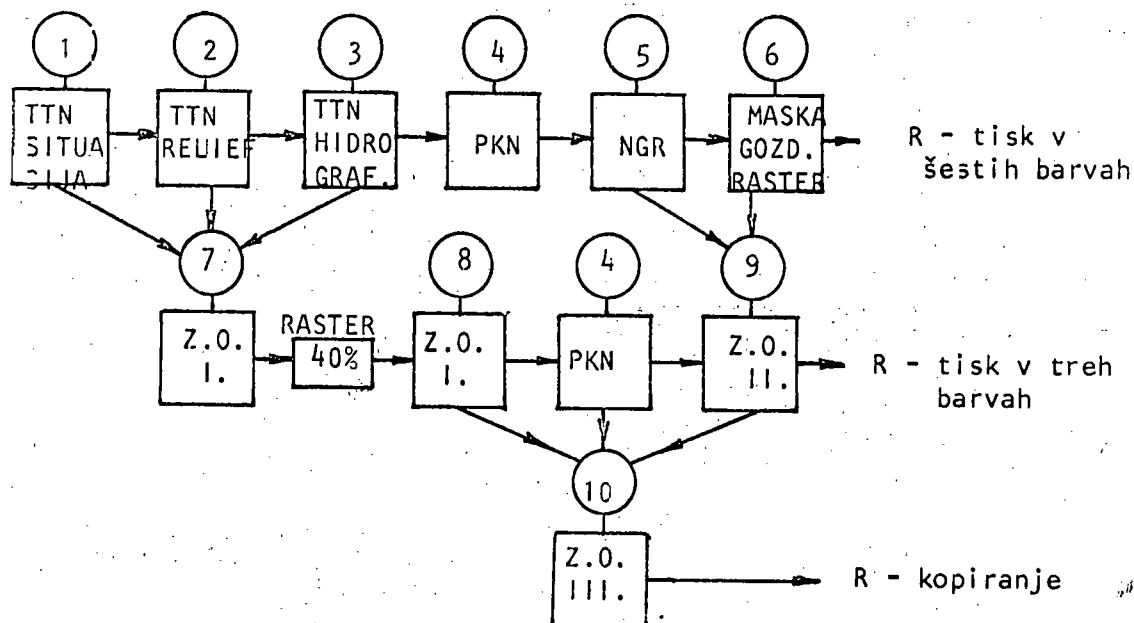 1
2
3
4
5
6
TTN
SITUA
CIJA
TTN
RELIEF
TTN
HIDRO
GRAF.
PKN
NGR
MASKA
GOZD.
RASTER
R - tisk v
šestih barvah
7
8
4
9
Z.O.
I.
RASTER
40%
Z.O.
I.
PKN
Z.O.
II.
R - tisk v treh
barvah
10
Z.O.
III.
R - kopiranje